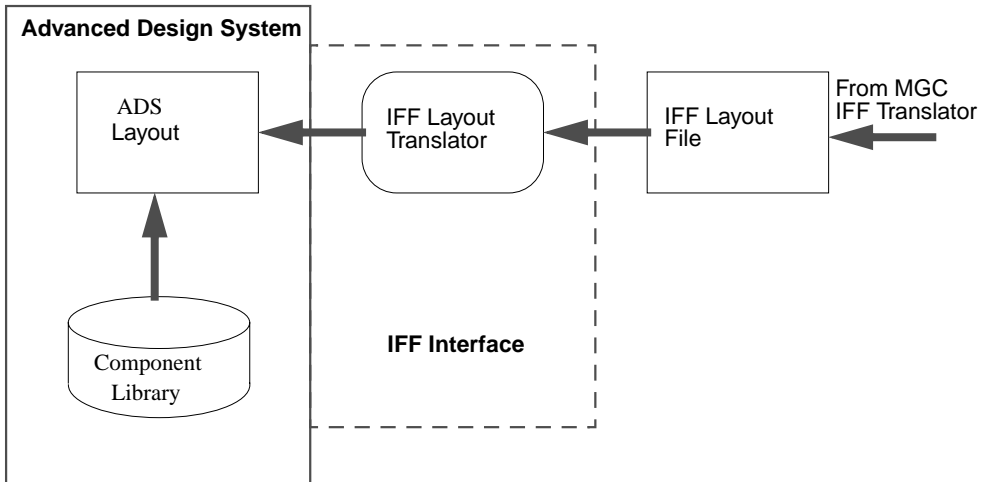 Advanced Design System
ADS
Layout
IFF Layout
Translator
IFF Layout
File
From MGC
IFF Translator
Component
Library
IFF Interface